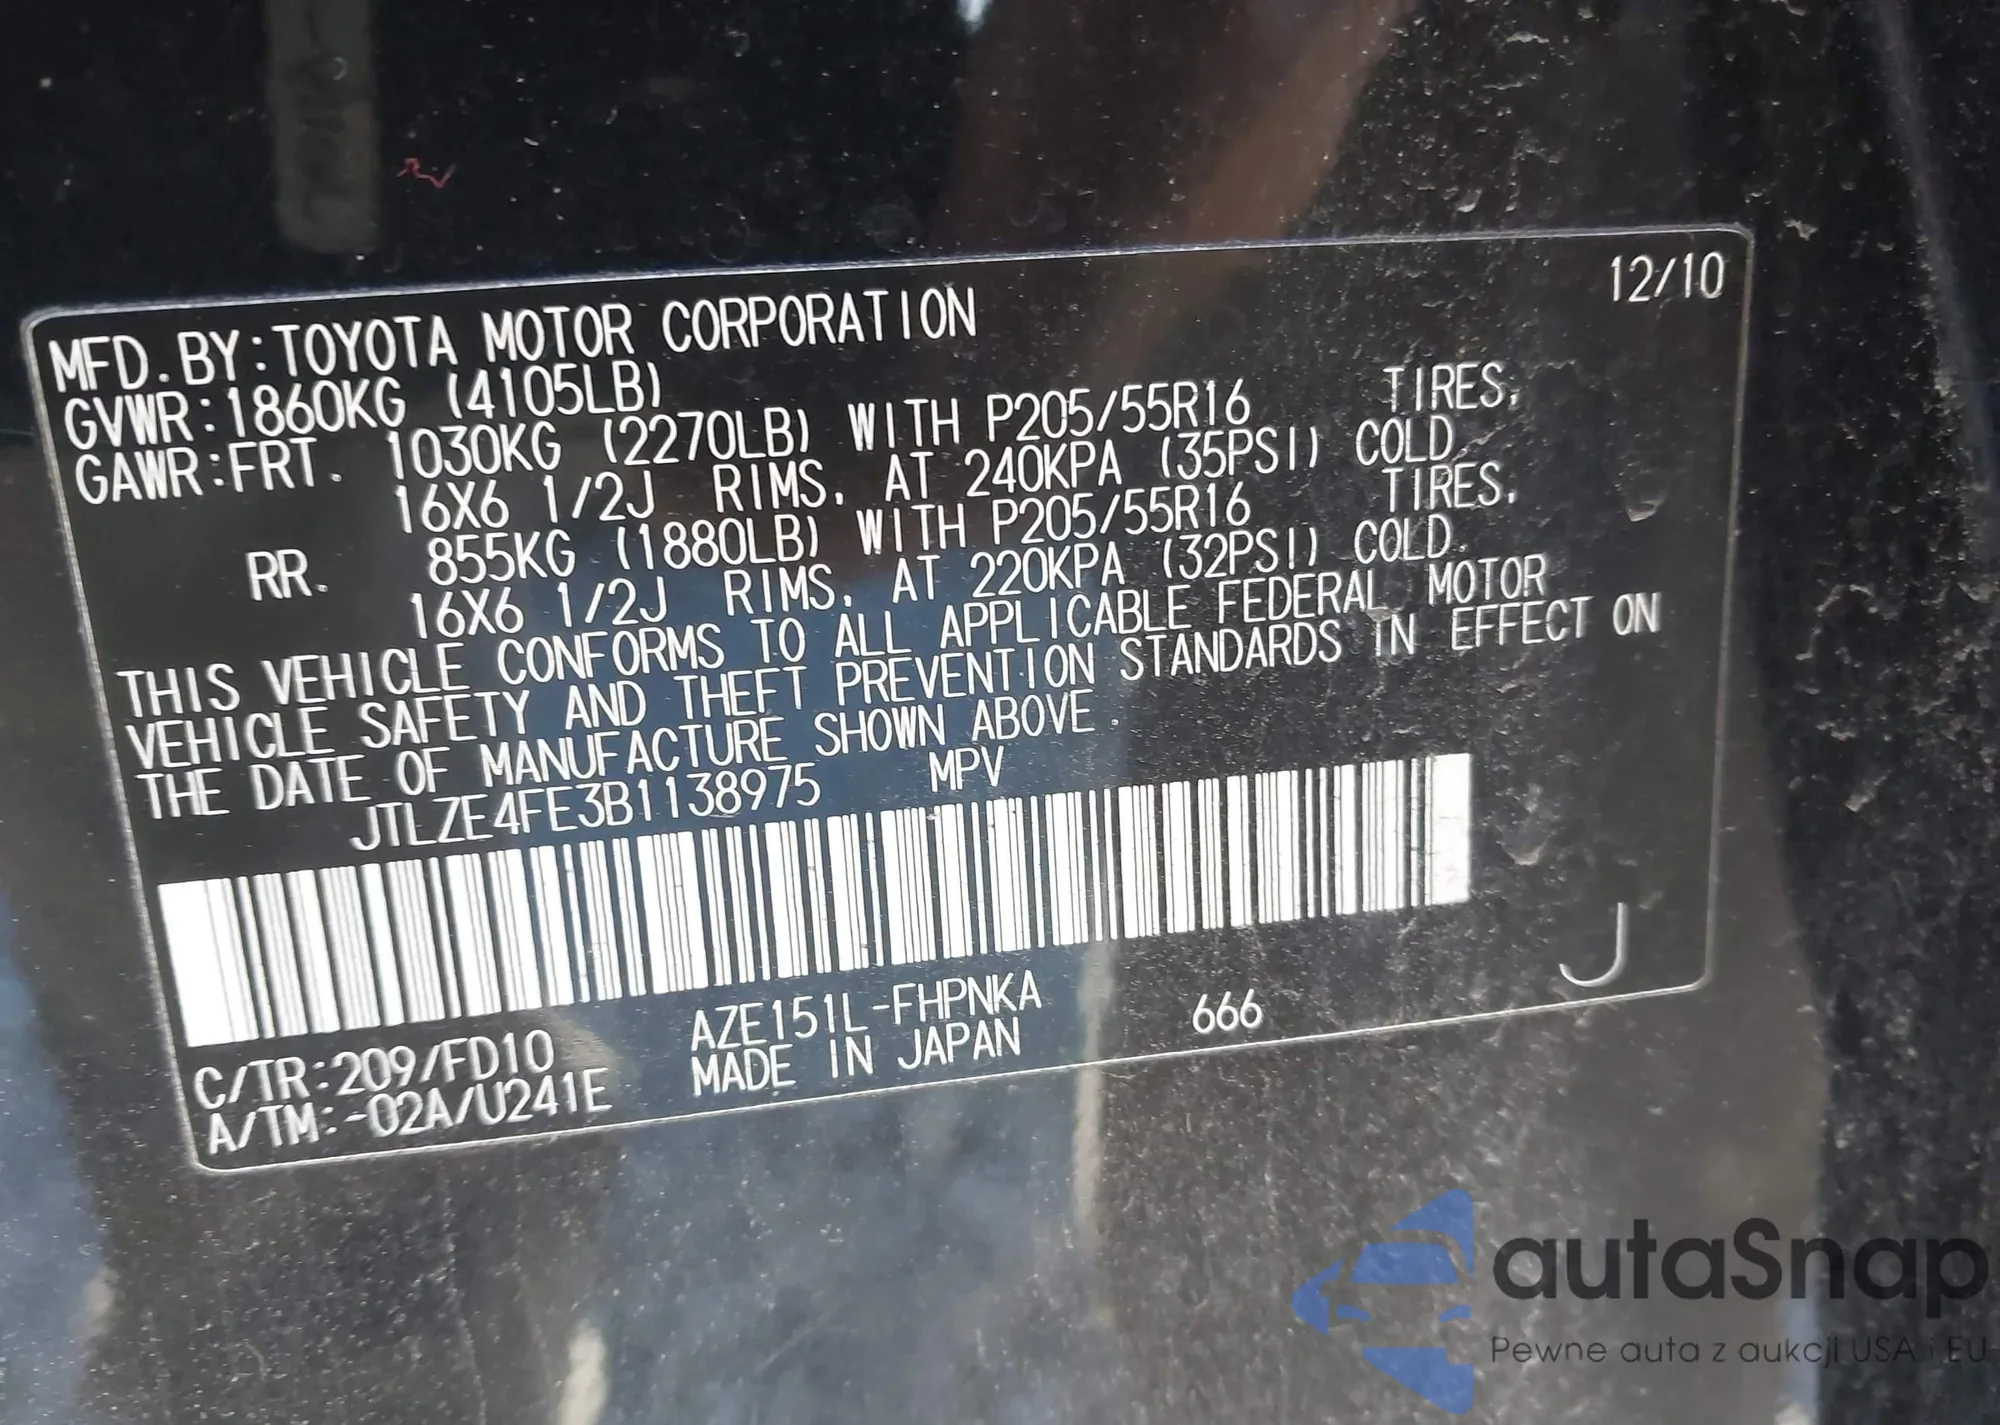 12/10
MFD.BY:TOYOTA MOTOR CORPORATION
GVWR:1860KG (4105LB)
GAWR:FRT. 1030KG (2270LB) WITH P205/55R16 TIRES,
16X6 1/2J RIMS, AT 240KPA (35PSI) COLD
RR. 855KG (1880LB) WITH P205/55R16 TIRES,
16X6 1/2J RIMS, AT 220KPA (32PSI) COLD.
THIS VEHICLE CONFORMS TO ALL APPLICABLE FEDERAL MOTOR
VEHICLE SAFETY AND THEFT PREVENTION STANDARDS IN EFFECT ON
THE DATE OF MANUFACTURE SHOWN ABOVE.
JTLZE4FE3B1138975 MPV
J
C/TR:209/FD10 AZE151L-FHPNKA 666
A/TM:-02A/U241E MADE IN JAPAN
autaSnap
Pewne auta z aukcji USA i EU